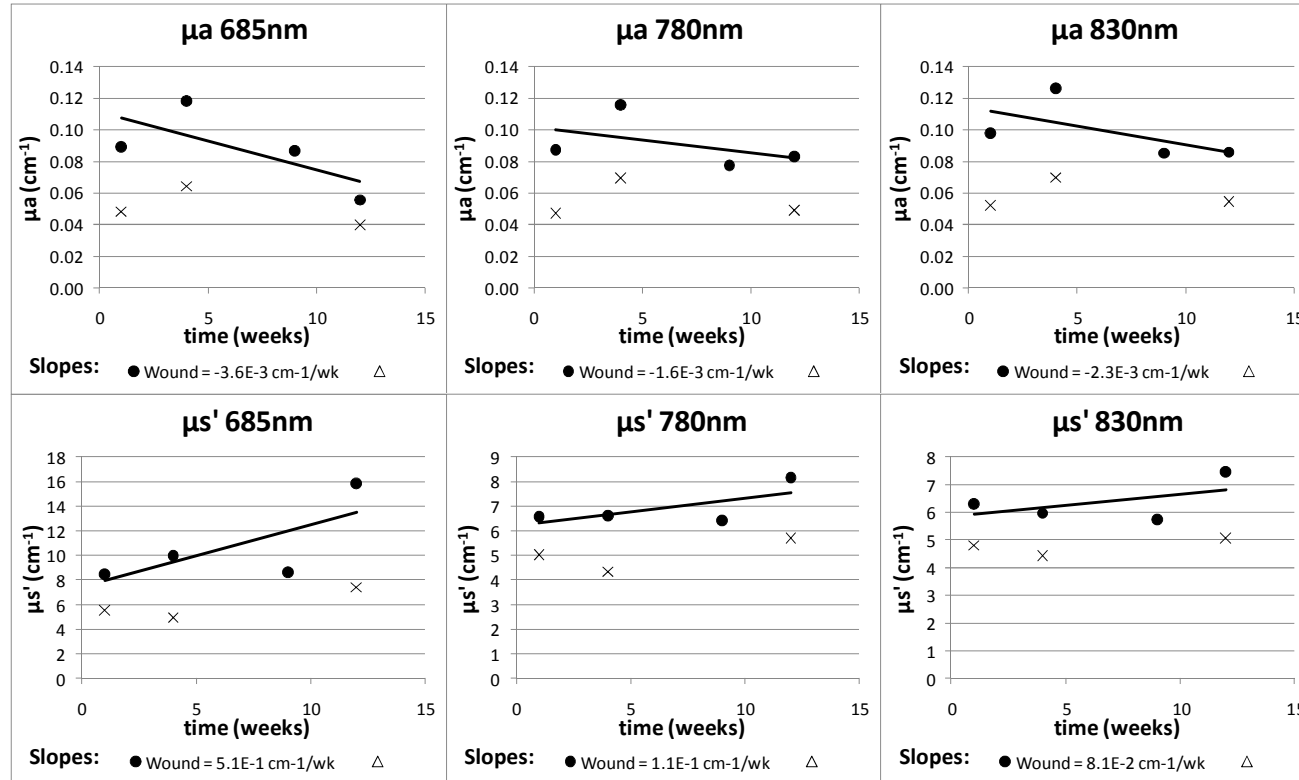 μa 685nm
μa (cm⁻¹)
0.14
0.12
0.10
0.08
0.06
0.04
0.02
0.00
0 5 10 15
time (weeks)
Slopes: ● Wound = -3.6E-3 cm-1/wk △
μa 780nm
μa (cm⁻¹)
0.14
0.12
0.10
0.08
0.06
0.04
0.02
0.00
0 5 10 15
time (weeks)
Slopes: ● Wound = -1.6E-3 cm-1/wk △
μa 830nm
μa (cm⁻¹)
0.14
0.12
0.10
0.08
0.06
0.04
0.02
0.00
0 5 10 15
time (weeks)
Slopes: ● Wound = -2.3E-3 cm-1/wk △
μs' 685nm
μs' (cm⁻¹)
18
16
14
12
10
8
6
4
2
0
0 5 10 15
time (weeks)
Slopes: ● Wound = 5.1E-1 cm-1/wk △
μs' 780nm
μs' (cm⁻¹)
9
8
7
6
5
4
3
2
1
0
0 5 10 15
time (weeks)
Slopes: ● Wound = 1.1E-1 cm-1/wk △
μs' 830nm
μs' (cm⁻¹)
8
7
6
5
4
3
2
1
0
0 5 10 15
time (weeks)
Slopes: ● Wound = 8.1E-2 cm-1/wk △